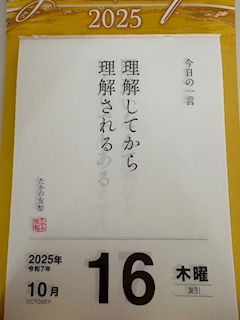 2025
今日の一言
理解してから
理解される
たかの友梨
2025年
令和7年
10月
OCTOBER
16
木曜
友引